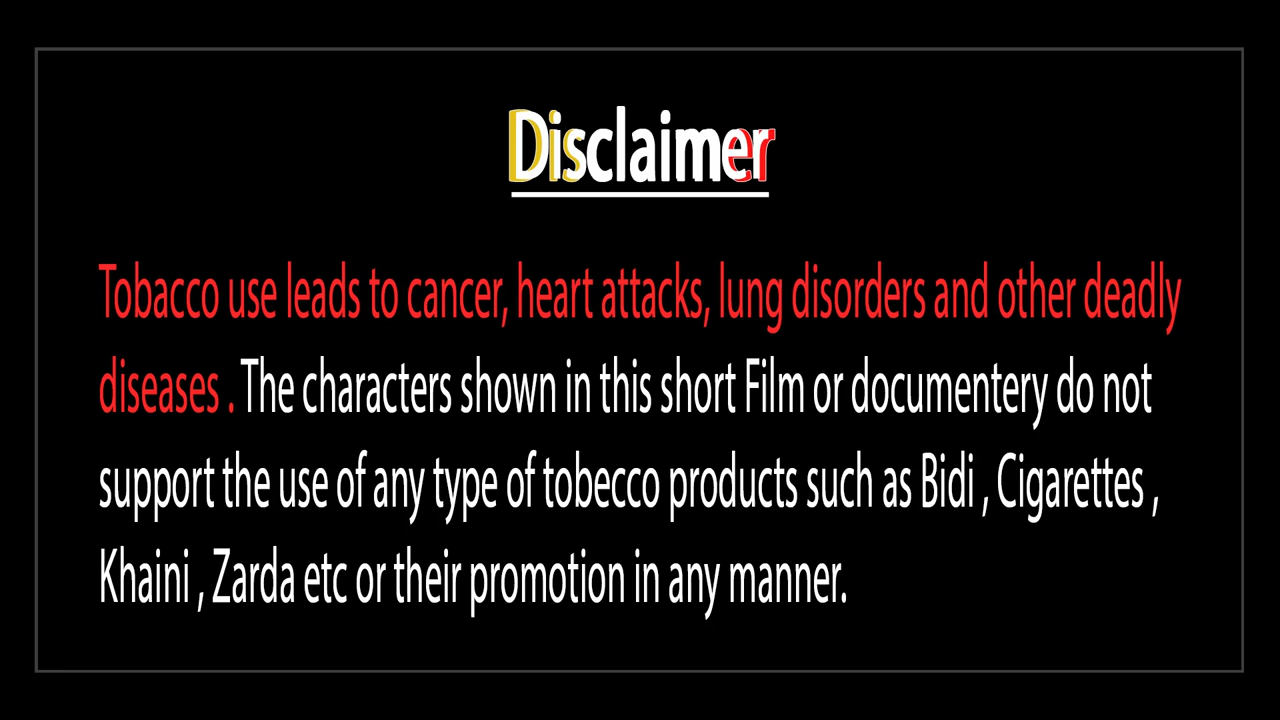 Disclaimer
Tobacco use leads to cancer, heart attacks, lung disorders and other deadly
diseases . The characters shown in this short Film or documentery do not
support the use of any type of tobecco products such as Bidi , Cigarettes ,
Khaini , Zarda etc or their promotion in any manner.